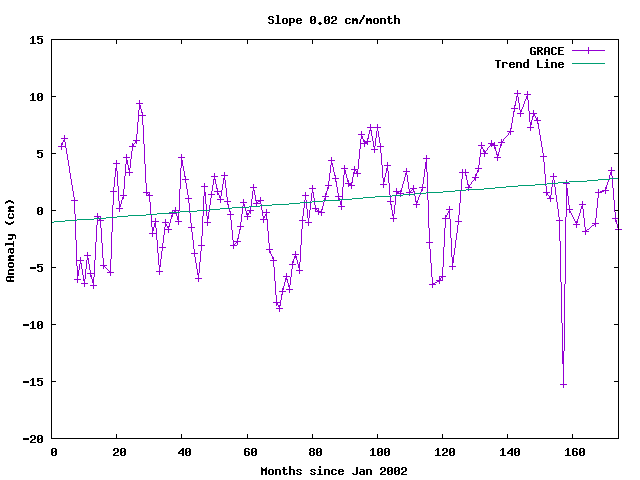 Slope 0.02 cm/month
GRACE
Trend Line
15
10
5
0
-5
-10
-15
-20
Anomaly (cm)
0 20 40 60 80 100 120 140 160
Months since Jan 2002